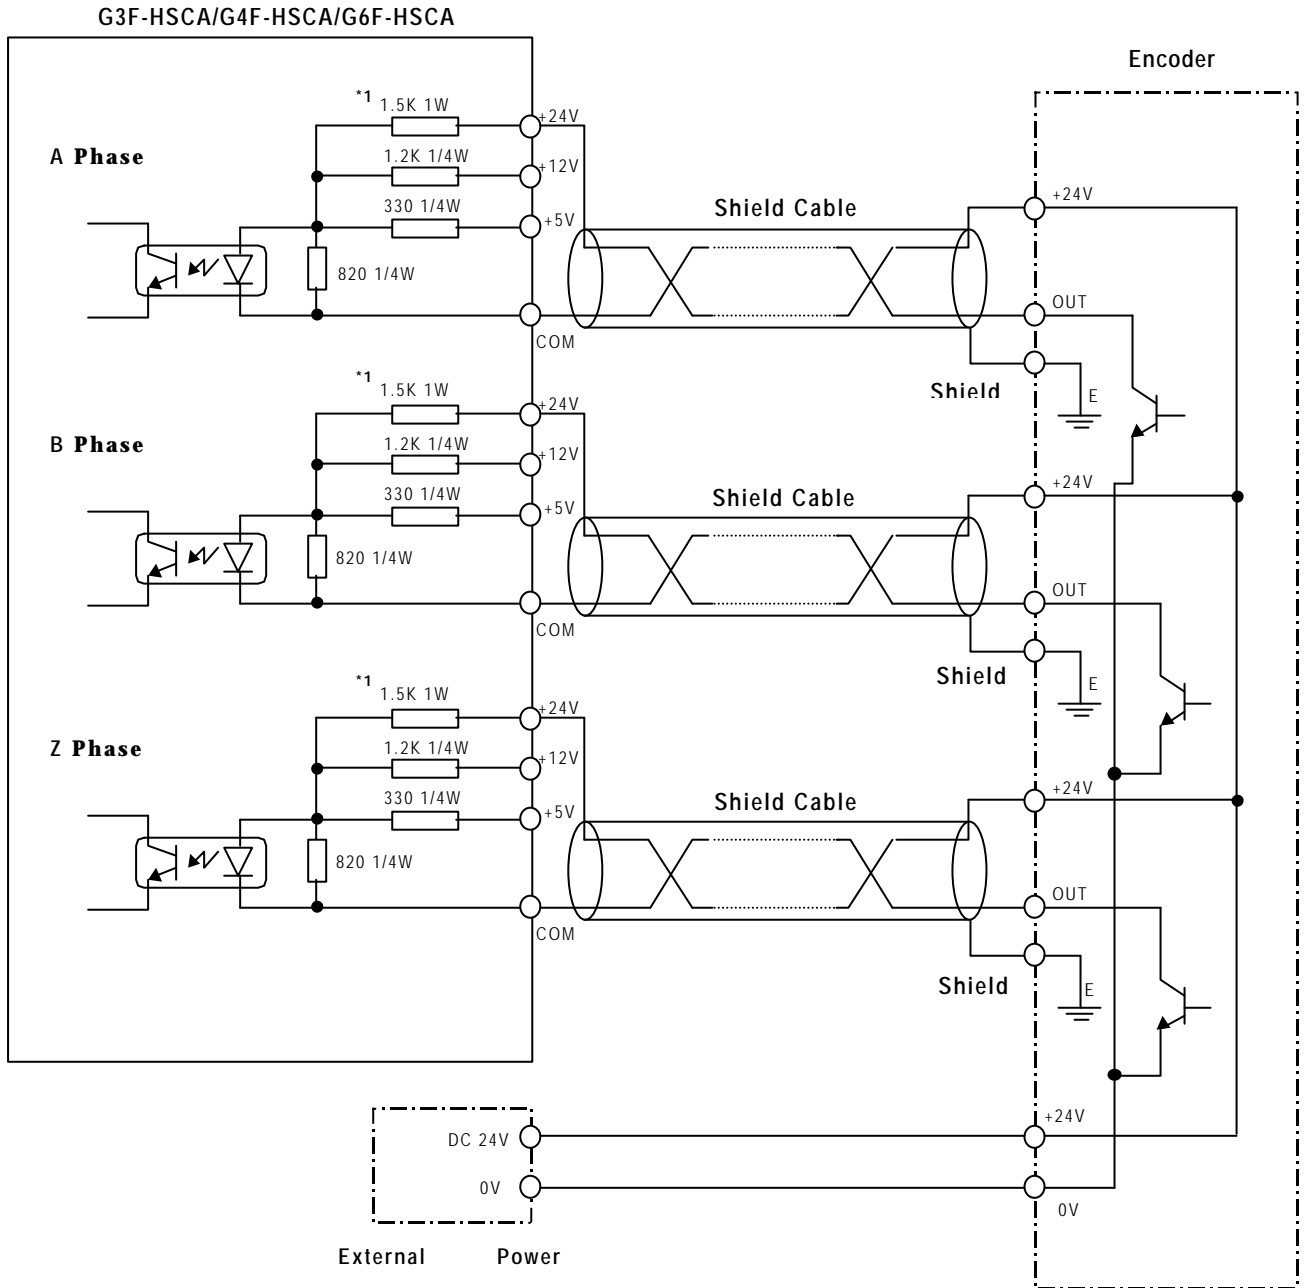 G3F-HSCA/G4F-HSCA/G6F-HSCA
Encoder
*1 1.5K 1W
+24V
A Phase
1.2K 1/4W
+12V
330 1/4W
+5V
Shield Cable
+24V
820 1/4W
OUT
COM
Shield
E
*1 1.5K 1W
+24V
B Phase
1.2K 1/4W
+12V
330 1/4W
+5V
Shield Cable
+24V
820 1/4W
OUT
COM
Shield
E
*1 1.5K 1W
+24V
Z Phase
1.2K 1/4W
+12V
330 1/4W
+5V
Shield Cable
+24V
820 1/4W
OUT
COM
Shield
E
DC 24V
+24V
0V
0V
External Power